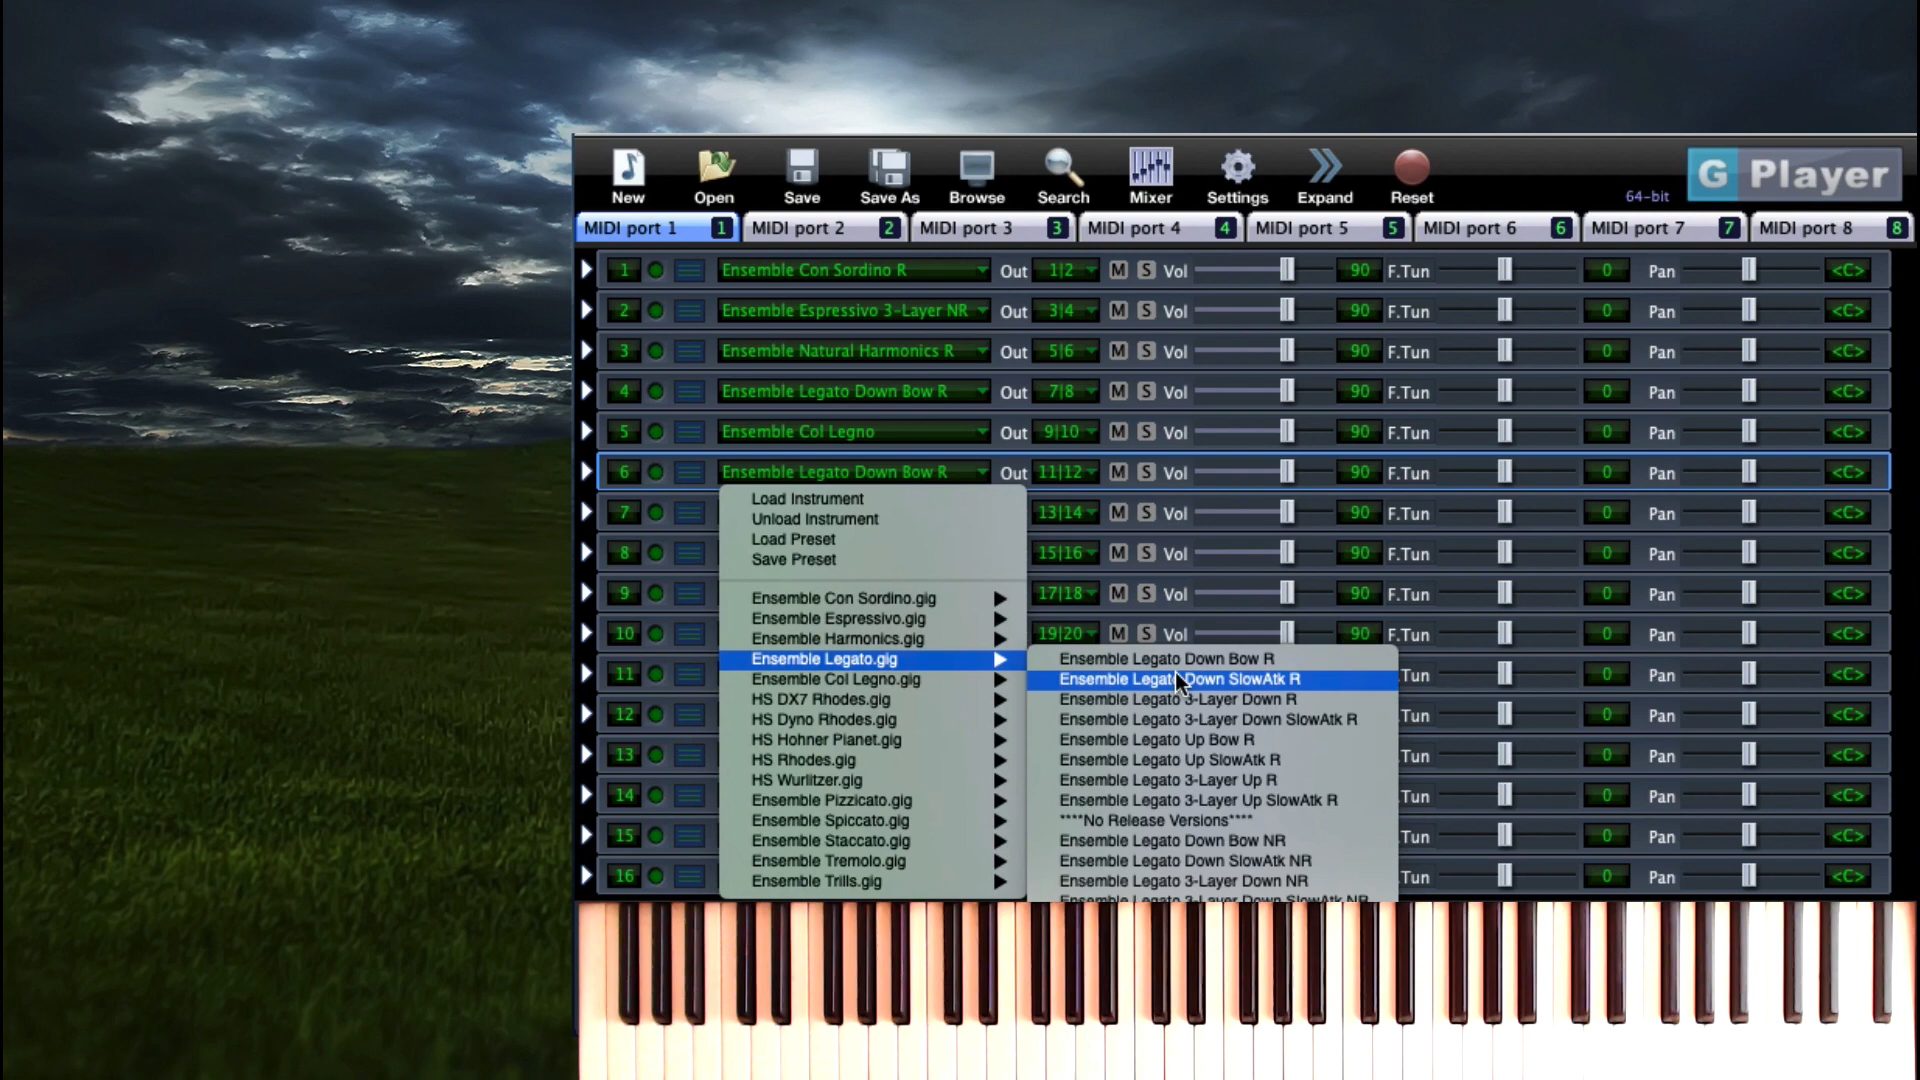 New Open Save Save As Browse Search Mixer Settings Expand Reset 64-bit G Player
MIDI port 1 1 MIDI port 2 2 MIDI port 3 3 MIDI port 4 4 MIDI port 5 5 MIDI port 6 6 MIDI port 7 7 MIDI port 8 8
1 Ensemble Con Sordino R Out 1|2 M S Vol 90 F.Tun 0 Pan <C>
2 Ensemble Espressivo 3-Layer NR Out 3|4 M S Vol 90 F.Tun 0 Pan <C>
3 Ensemble Natural Harmonics R Out 5|6 M S Vol 90 F.Tun 0 Pan <C>
4 Ensemble Legato Down Bow R Out 7|8 M S Vol 90 F.Tun 0 Pan <C>
5 Ensemble Col Legno Out 9|10 M S Vol 90 F.Tun 0 Pan <C>
6 Ensemble Legato Down Bow R Out 11|12 M S Vol 90 F.Tun 0 Pan <C>
7 13|14 M S Vol 90 F.Tun 0 Pan <C>
8 15|16 M S Vol 90 F.Tun 0 Pan <C>
9 17|18 M S Vol 90 F.Tun 0 Pan <C>
10 19|20 M S Vol 90 F.Tun 0 Pan <C>
11 .Tun 0 Pan <C>
12 .Tun 0 Pan <C>
13 .Tun 0 Pan <C>
14 .Tun 0 Pan <C>
15 .Tun 0 Pan <C>
16 .Tun 0 Pan <C>
Load Instrument
Unload Instrument
Load Preset
Save Preset
Ensemble Con Sordino.gig
Ensemble Espressivo.gig
Ensemble Harmonics.gig
Ensemble Legato.gig
Ensemble Col Legno.gig
HS DX7 Rhodes.gig
HS Dyno Rhodes.gig
HS Hohner Pianet.gig
HS Rhodes.gig
HS Wurlitzer.gig
Ensemble Pizzicato.gig
Ensemble Spiccato.gig
Ensemble Staccato.gig
Ensemble Tremolo.gig
Ensemble Trills.gig
Ensemble Legato Down Bow R
Ensemble Legato Down SlowAtk R
Ensemble Legato 3-Layer Down R
Ensemble Legato 3-Layer Down SlowAtk R
Ensemble Legato Up Bow R
Ensemble Legato Up SlowAtk R
Ensemble Legato 3-Layer Up R
Ensemble Legato 3-Layer Up SlowAtk R
****No Release Versions****
Ensemble Legato Down Bow NR
Ensemble Legato Down SlowAtk NR
Ensemble Legato 3-Layer Down NR
Ensemble Legato 3-Layer Down SlowAtk NR